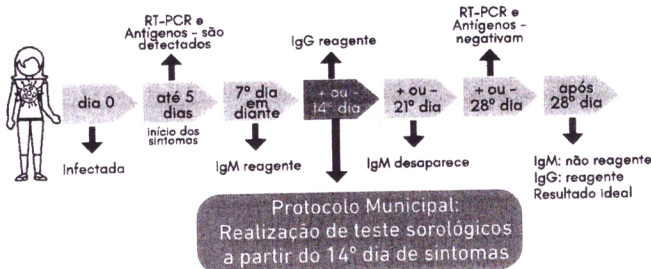 RT-PCR e
Antígenos - são
detectados
IgG reagente
RT-PCR e
Antígenos -
negativam
dia 0
até 5
dias
7º dia
em
diante
+ ou -
14º dia
+ ou -
21º dia
+ ou -
28º dia
após
28º dia
início dos
sintomas
Infectada
IgM reagente
IgM desaparece
IgM: não reagente
IgG: reagente
Resultado ideal
Protocolo Municipal:
Realização de teste sorológicos
a partir do 14º dia de sintomas